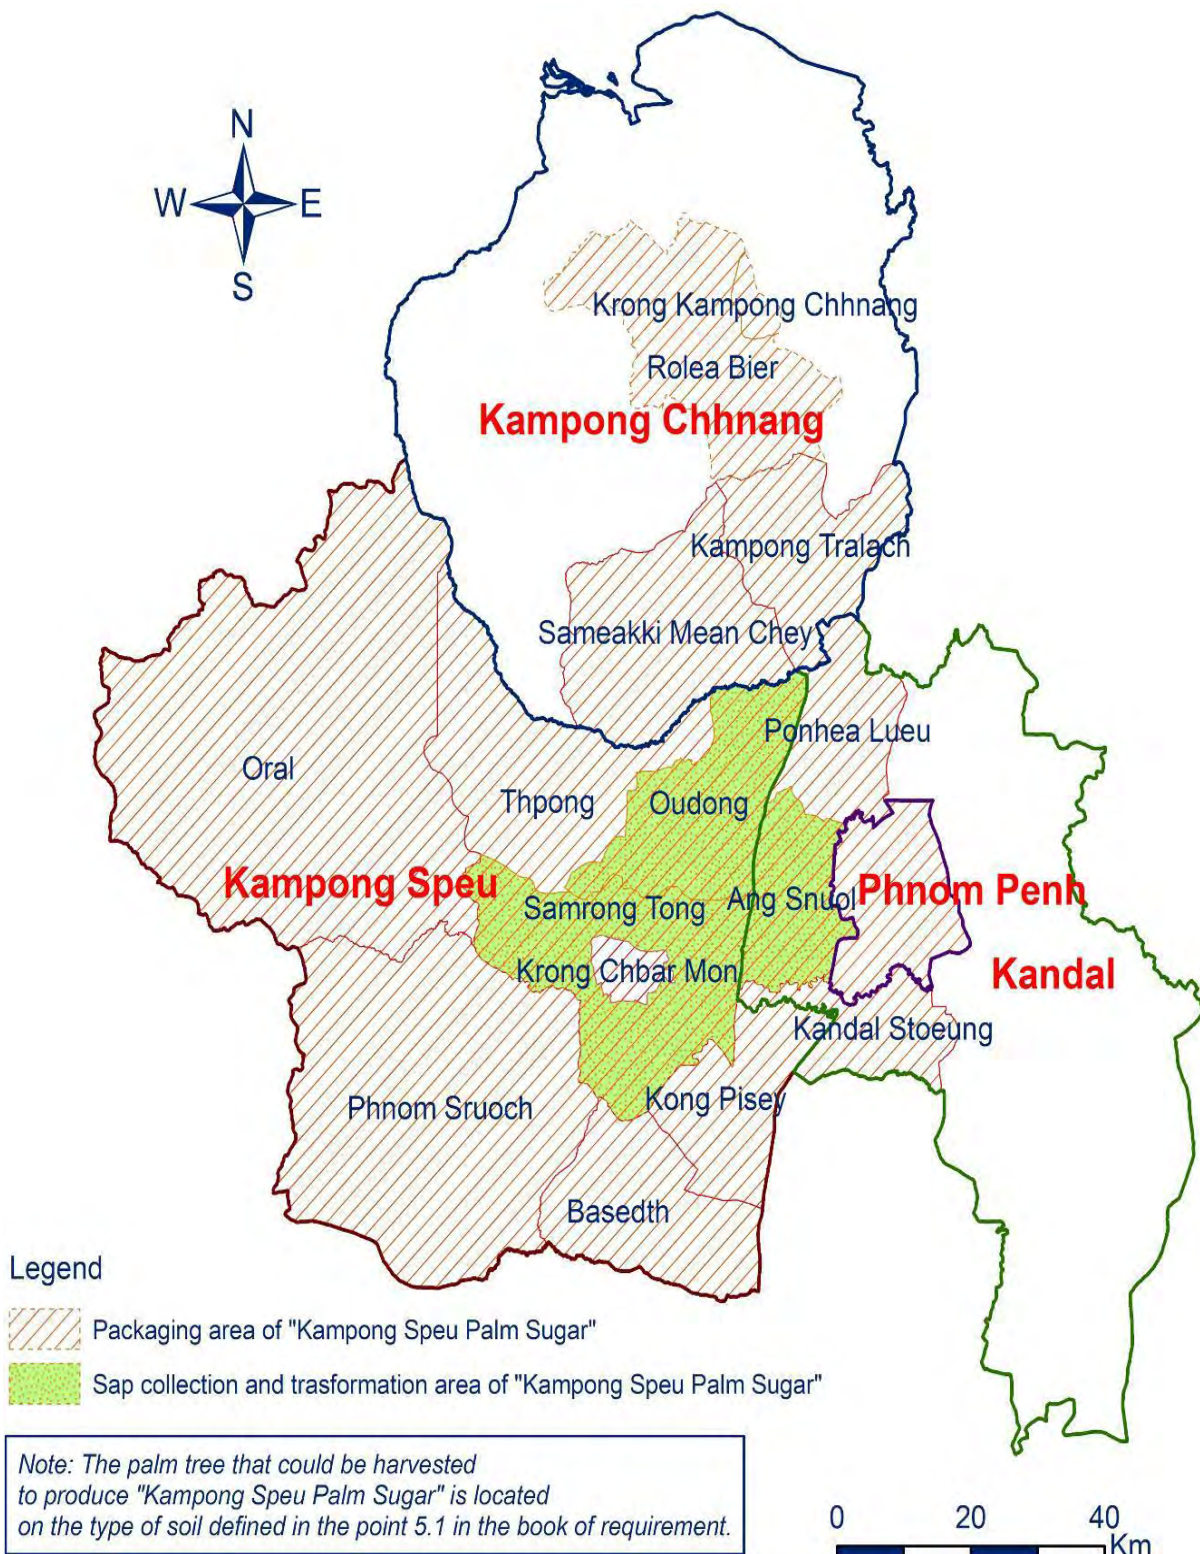 N
W E
S
Krong Kampong Chhnang
Rolea Bier
Kampong Chhnang
Kampong Tralach
Sameakki Mean Chey
Ponhea Lueu
Oral
Thpong
Oudong
Kampong Speu
Samrong Tong
Ang Snuol
Phnom Penh
Krong Chbar Mon
Kandal
Kandal Stoeung
Phnom Sruoch
Kong Pisey
Basedth
Legend
Packaging area of "Kampong Speu Palm Sugar"
Sap collection and trasformation area of "Kampong Speu Palm Sugar"
Note: The palm tree that could be harvested
to produce "Kampong Speu Palm Sugar" is located
on the type of soil defined in the point 5.1 in the book of requirement.
0 20 40
Km